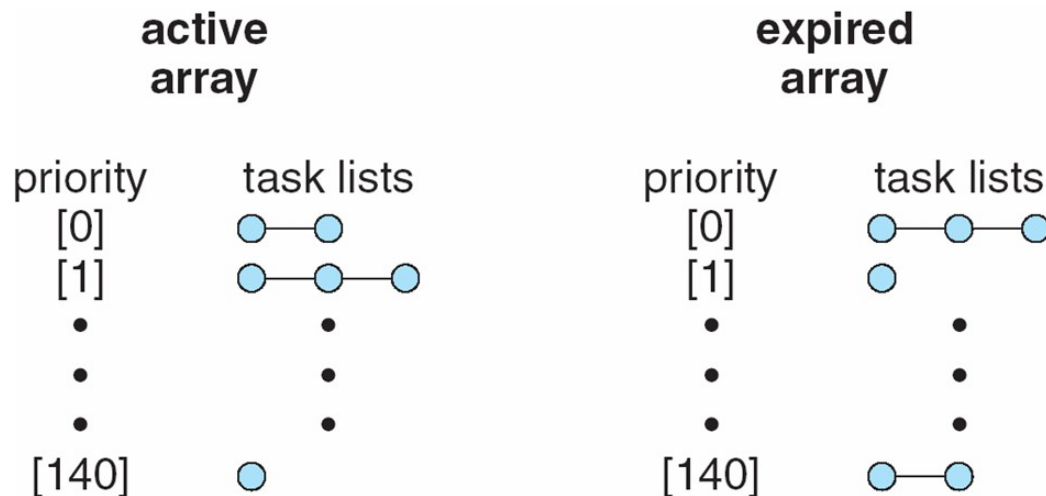 active
array
priority task lists
[0]
[1]
[140]
expired
array
priority task lists
[0]
[1]
[140]